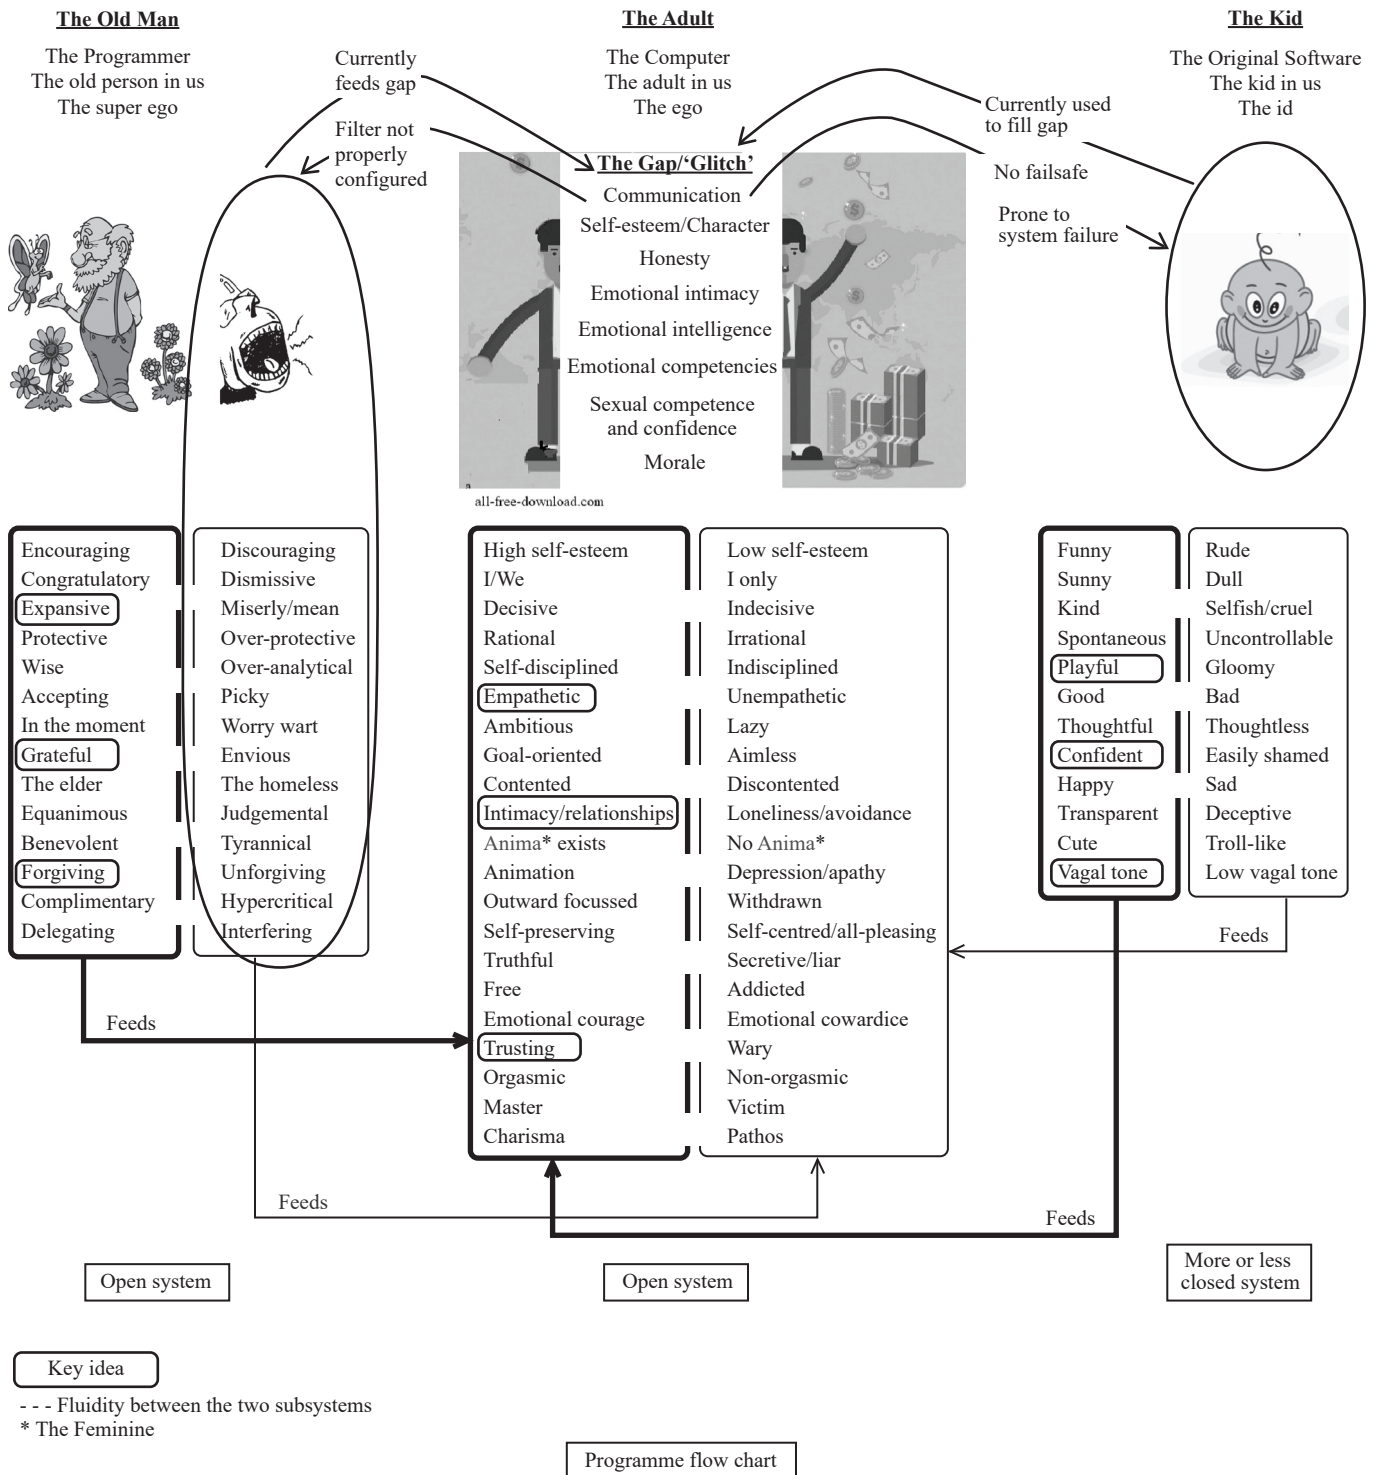 The Old Man
The Programmer
The old person in us
The super ego
Currently
feeds gap
Filter not
properly
configured
The Adult
The Computer
The adult in us
The ego
The Gap/‘Glitch’
Communication
Self-esteem/Character
Honesty
Emotional intimacy
Emotional intelligence
Emotional competencies
Sexual competence
and confidence
Morale
all-free-download.com
The Kid
The Original Software
The kid in us
The id
Currently used
to fill gap
No failsafe
Prone to
system failure
Encouraging
Congratulatory
Expansive
Protective
Wise
Accepting
In the moment
Grateful
The elder
Equanimous
Benevolent
Forgiving
Complimentary
Delegating
Discouraging
Dismissive
Miserly/mean
Over-protective
Over-analytical
Picky
Worry wart
Envious
The homeless
Judgemental
Tyrannical
Unforgiving
Hypercritical
Interfering
High self-esteem
I/We
Decisive
Rational
Self-disciplined
Empathetic
Ambitious
Goal-oriented
Contented
Intimacy/relationships
Anima* exists
Animation
Outward focussed
Self-preserving
Truthful
Free
Emotional courage
Trusting
Orgasmic
Master
Charisma
Low self-esteem
I only
Indecisive
Irrational
Indisciplined
Unempathetic
Lazy
Aimless
Discontented
Loneliness/avoidance
No Anima*
Depression/apathy
Withdrawn
Self-centred/all-pleasing
Secretive/liar
Addicted
Emotional cowardice
Wary
Non-orgasmic
Victim
Pathos
Funny
Sunny
Kind
Spontaneous
Playful
Good
Thoughtful
Confident
Happy
Transparent
Cute
Vagal tone
Rude
Dull
Selfish/cruel
Uncontrollable
Gloomy
Bad
Thoughtless
Easily shamed
Sad
Deceptive
Troll-like
Low vagal tone
Feeds
Feeds
Feeds
Feeds
Open system
Open system
More or less
closed system
Key idea
- - - Fluidity between the two subsystems
* The Feminine
Programme flow chart